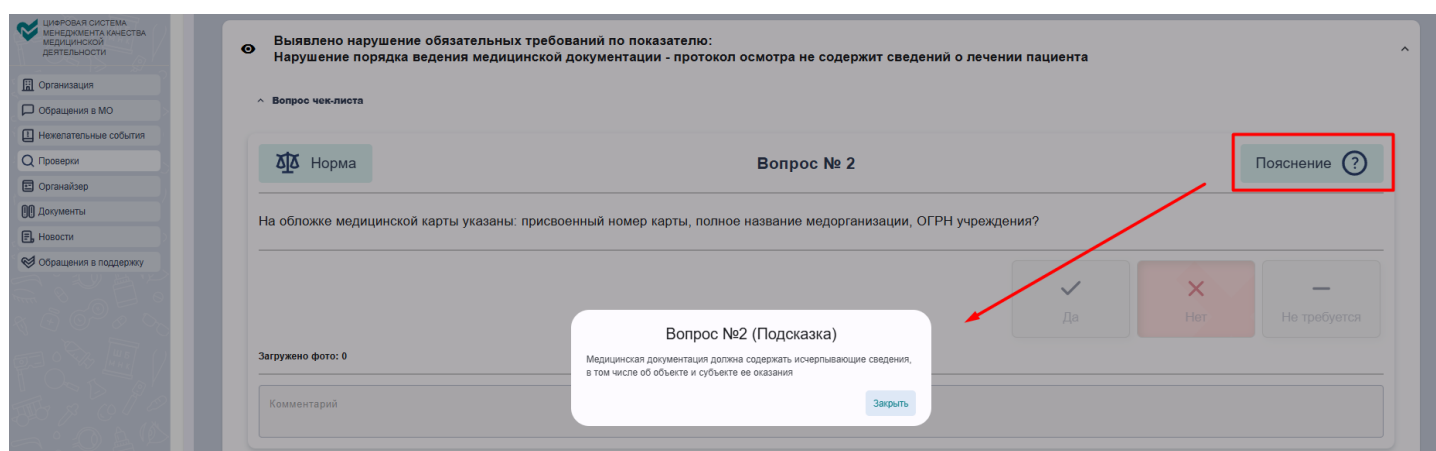 ЦИФРОВАЯ СИСТЕМА
МЕНЕДЖМЕНТА КАЧЕСТВА
МЕДИЦИНСКОЙ
ДЕЯТЕЛЬНОСТИ
Организация
Обращения в МО
Нежелательные события
Проверки
Органайзер
Документы
Новости
Обращения в поддержку
Выявлено нарушение обязательных требований по показателю:
Нарушение порядка ведения медицинской документации - протокол осмотра не содержит сведений о лечении пациента
Вопрос чек-листа
Норма
Вопрос № 2
Пояснение ?
На обложке медицинской карты указаны: присвоенный номер карты, полное название медорганизации, ОГРН учреждения?
Да
Нет
Не требуется
Загружено фото: 0
Комментарий
Вопрос №2 (Подсказка)
Медицинская документация должна содержать исчерпывающие сведения,
в том числе об объекте и субъекте ее оказания
Закрыть